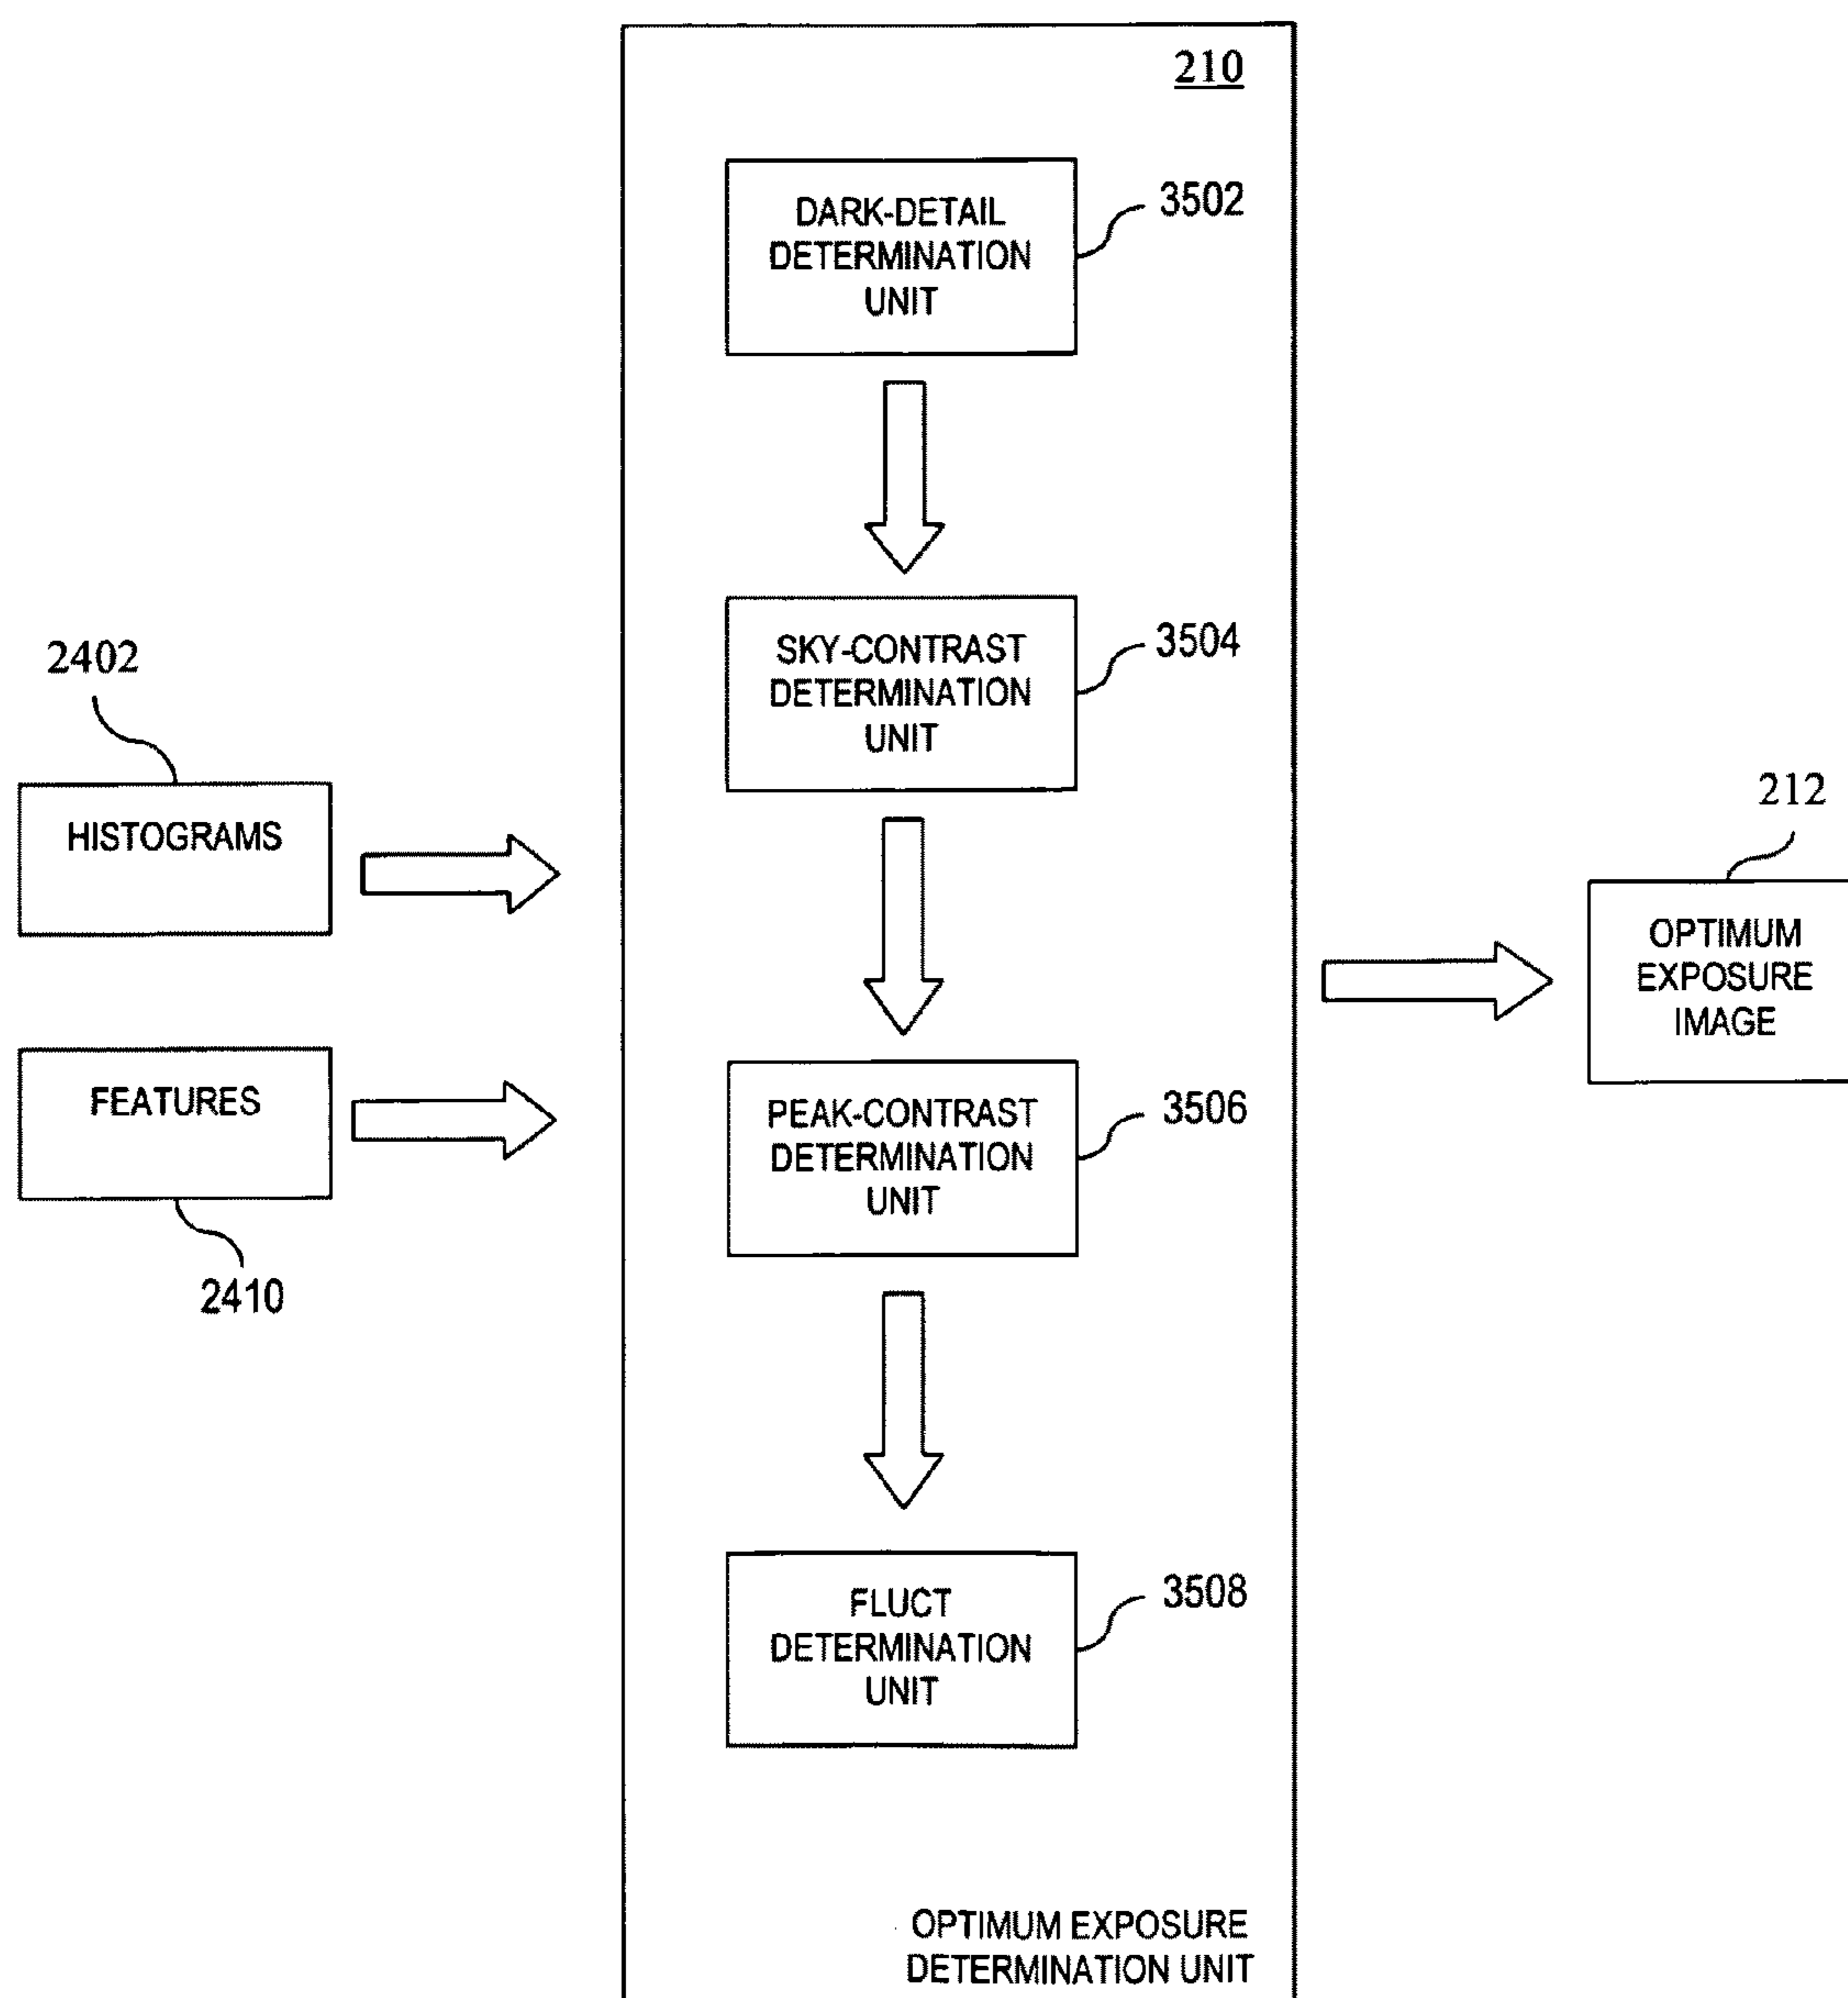 210
DARK-DETAIL
DETERMINATION
UNIT
3502
SKY-CONTRAST
DETERMINATION
UNIT
3504
2402
HISTOGRAMS
212
OPTIMUM
EXPOSURE
IMAGE
FEATURES
2410
PEAK-CONTRAST
DETERMINATION
UNIT
3506
FLUCT
DETERMINATION
UNIT
3508
OPTIMUM EXPOSURE
DETERMINATION UNIT